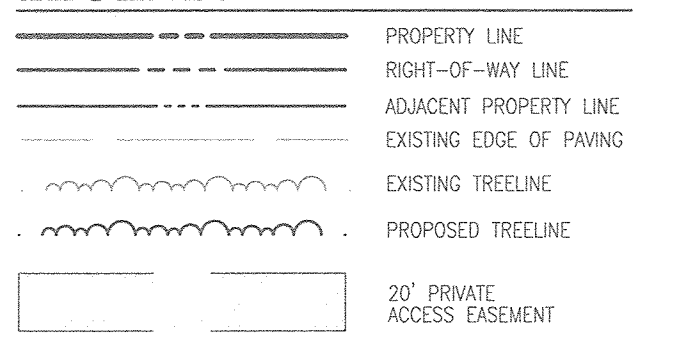 PROPERTY LINE
RIGHT-OF-WAY LINE
ADJACENT PROPERTY LINE
EXISTING EDGE OF PAVING
EXISTING TREELINE
PROPOSED TREELINE
20' PRIVATE
ACCESS EASEMENT